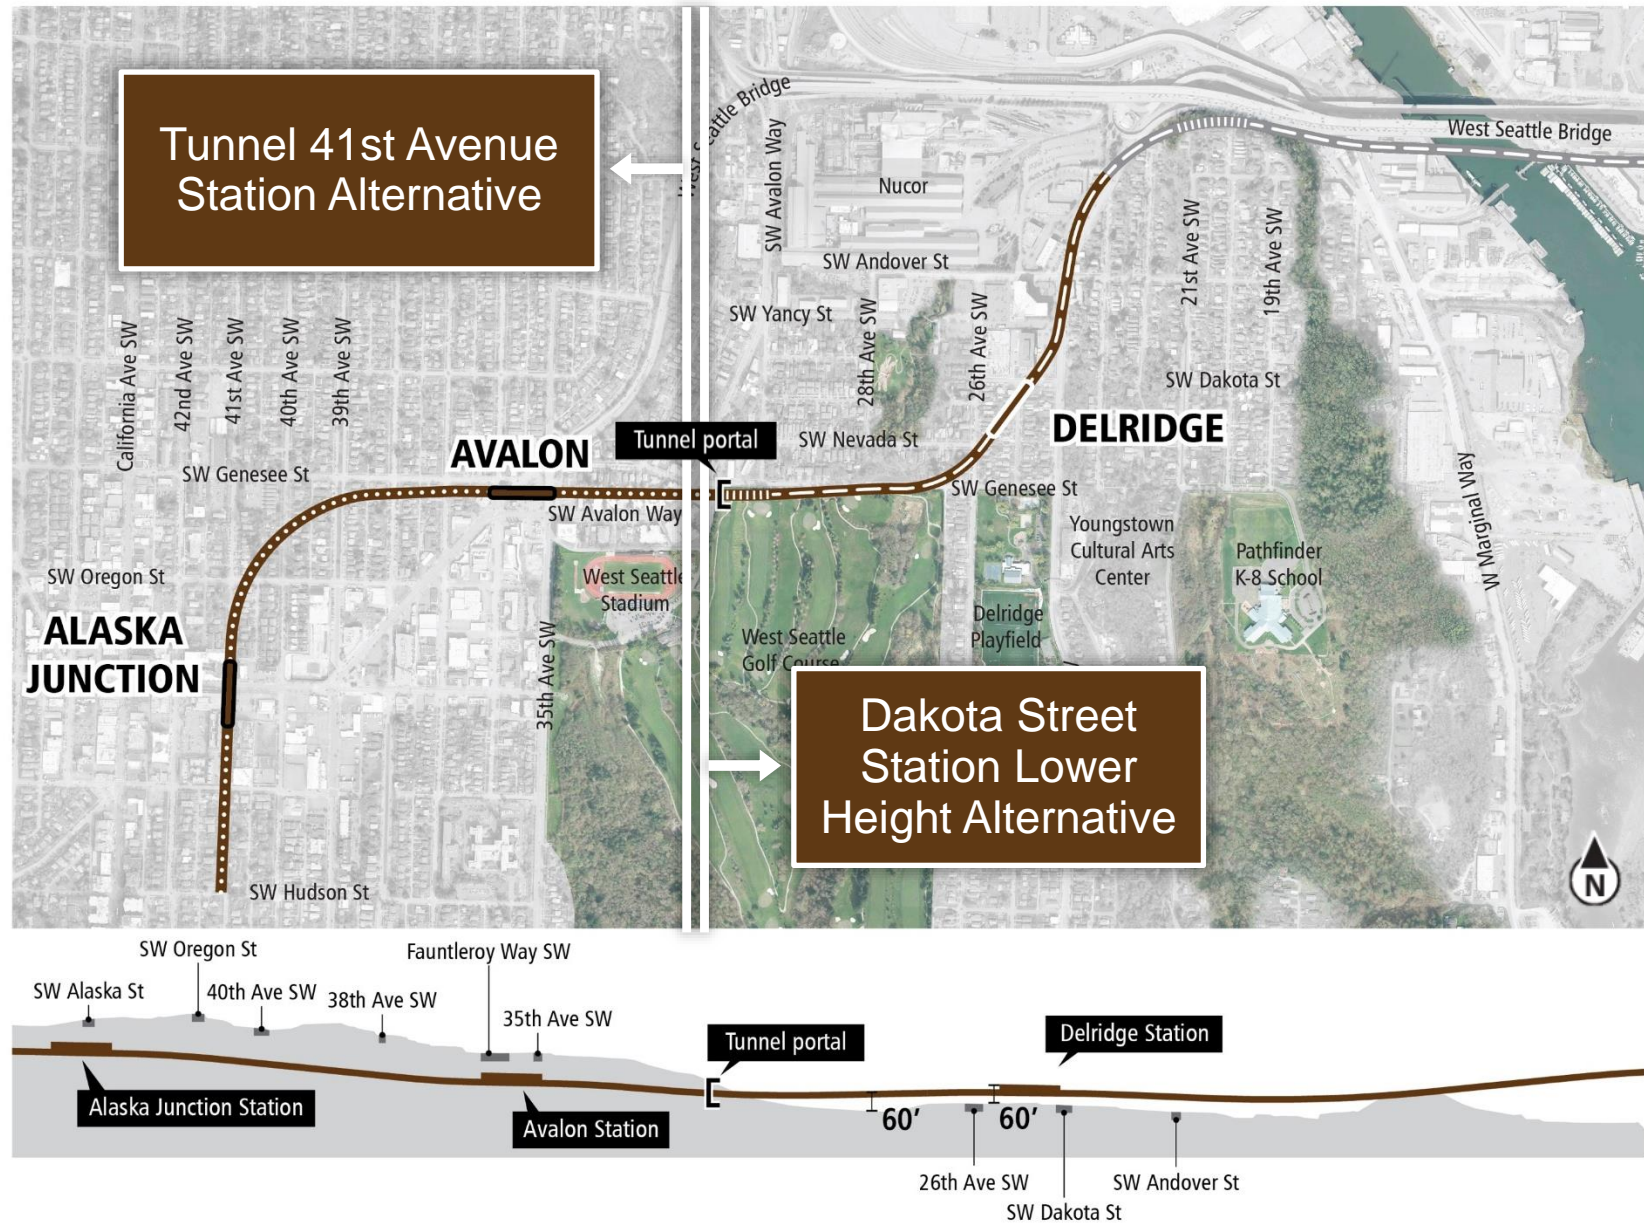 Tunnel 41st Avenue
Station Alternative
West Seattle Bridge
West Seattle Bridge
SW Avalon Way
Nucor
SW Andover St
SW Yancy St
28th Ave SW
26th Ave SW
21st Ave SW
19th Ave SW
SW Dakota St
California Ave SW
42nd Ave SW
41st Ave SW
40th Ave SW
39th Ave SW
SW Genesee St
AVALON
Tunnel portal
SW Nevada St
DELRIDGE
SW Avalon Way
SW Genesee St
Youngstown
Cultural Arts
Center
Pathfinder
K-8 School
W Marginal Way
SW Oregon St
West Seattle
Stadium
ALASKA
JUNCTION
35th Ave SW
West Seattle
Golf Course
Delridge
Playfield
Dakota Street
Station Lower
Height Alternative
SW Hudson St
N
SW Oregon St
Fauntleroy Way SW
SW Alaska St
40th Ave SW
38th Ave SW
35th Ave SW
Tunnel portal
Delridge Station
Alaska Junction Station
Avalon Station
60’
60’
26th Ave SW
SW Andover St
SW Dakota St